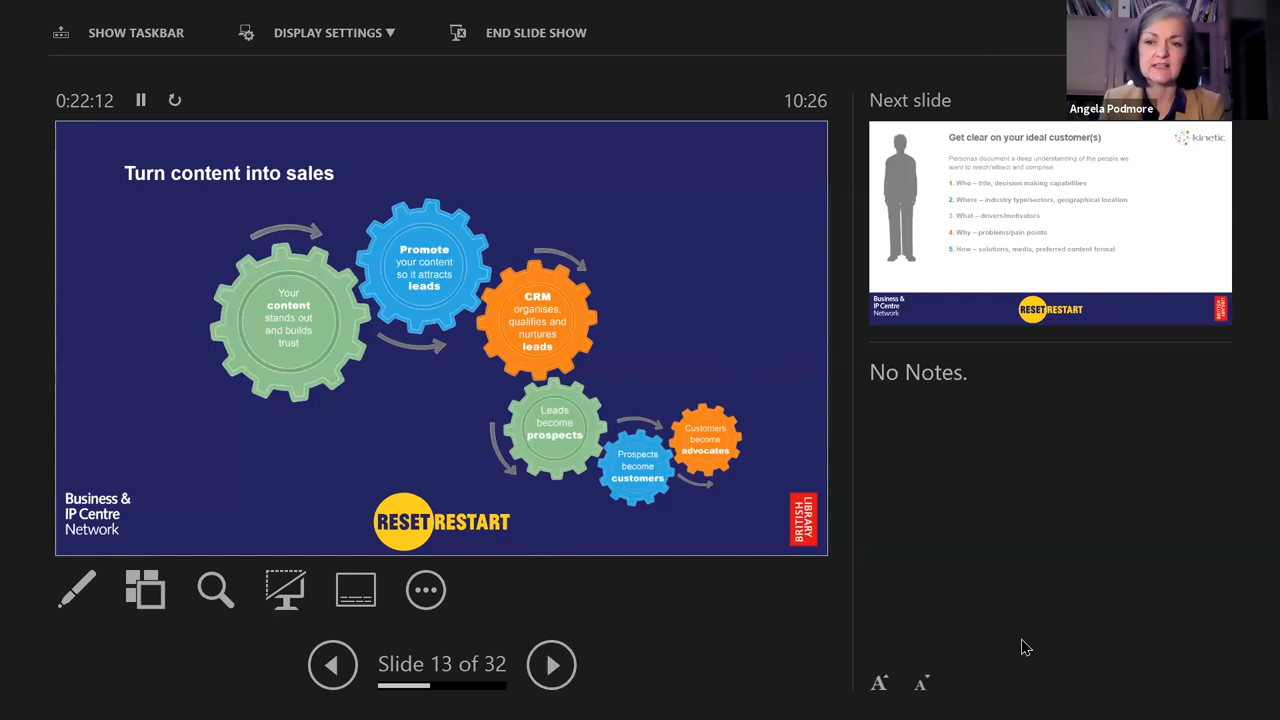 SHOW TASKBAR
DISPLAY SETTINGS ▼
END SLIDE SHOW
Angela Podmore
0:22:12
10:26
Turn content into sales
Your
content
stands out
and builds
trust
Promote
your content
so it attracts
leads
CRM
organises,
qualifies and
nurtures
leads
Leads
become
prospects
Prospects
become
customers
Customers
become
advocates
Business &
IP Centre
Network
RESET RESTART
LIBRARY
BRITISH
Slide 13 of 32
Next slide
Get clear on your ideal customer(s)
kinetic
Personas document a deep understanding of the people we
want to reach/attract and comprise:
1. Who – title, decision making capabilities
2. Where – industry type/sectors, geographical location
3. What – drivers/motivators
4. Why – problems/pain points
5. How – solutions, media, preferred content format
Business &
IP Centre
Network
RESET RESTART
LIBRARY
BRITISH
No Notes.
A A